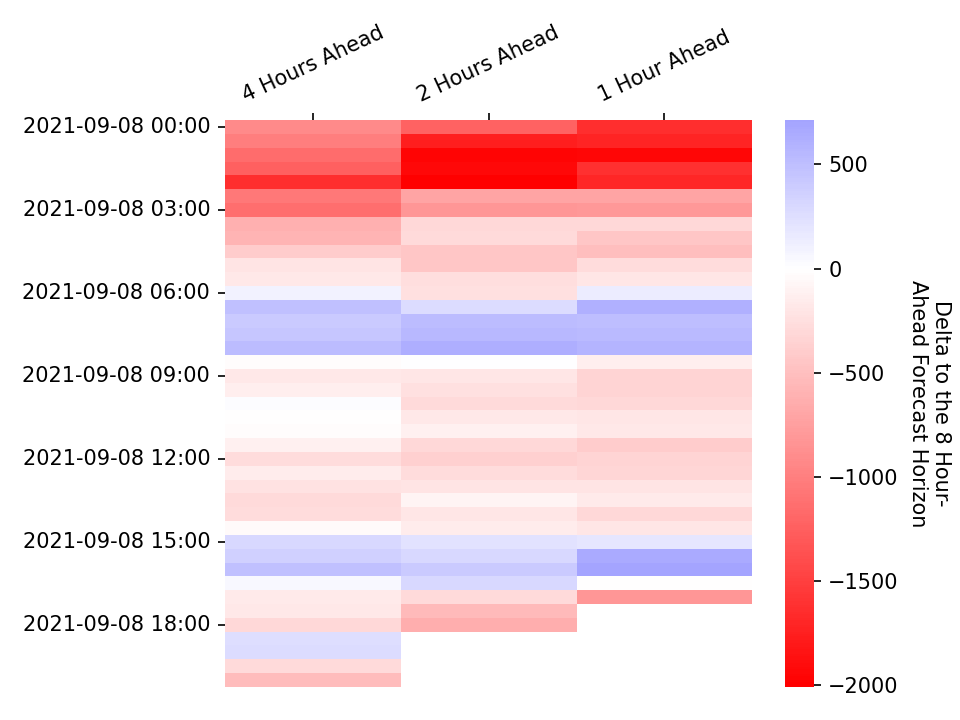 4 Hours Ahead
2 Hours Ahead
1 Hour Ahead
2021-09-08 00:00
2021-09-08 03:00
2021-09-08 06:00
2021-09-08 09:00
2021-09-08 12:00
2021-09-08 15:00
2021-09-08 18:00
500
0
−500
−1000
−1500
−2000
Delta to the 8 Hour-
Ahead Forecast Horizon